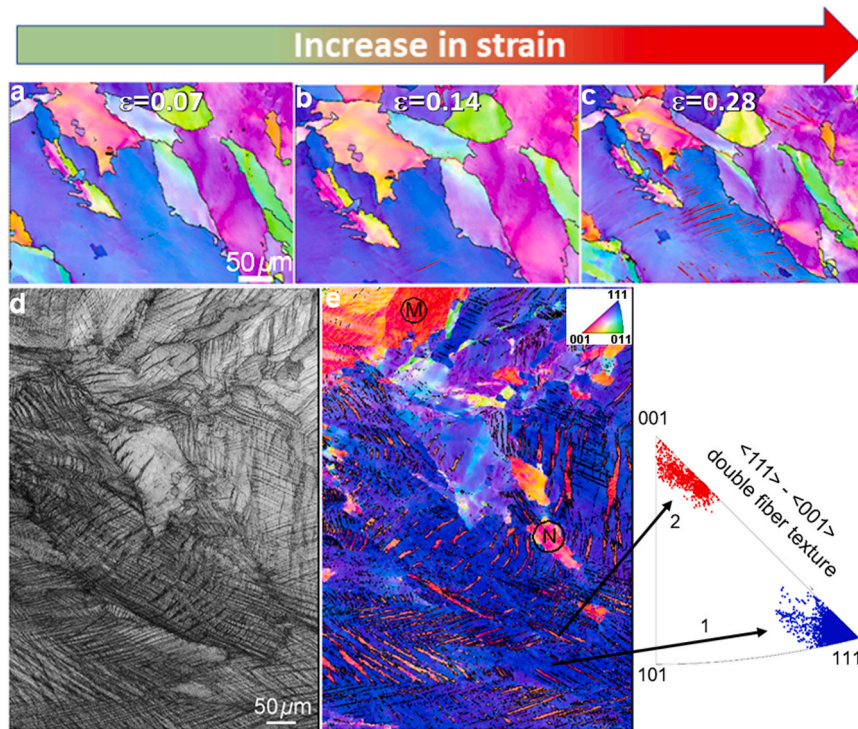 Increase in strain
a
ε=0.07
b
ε=0.14
c
ε=0.28
50 µm
d
e
M
111
001
011
N
001
<111> - <001>
double fiber texture
2
1
101
111
50 µm